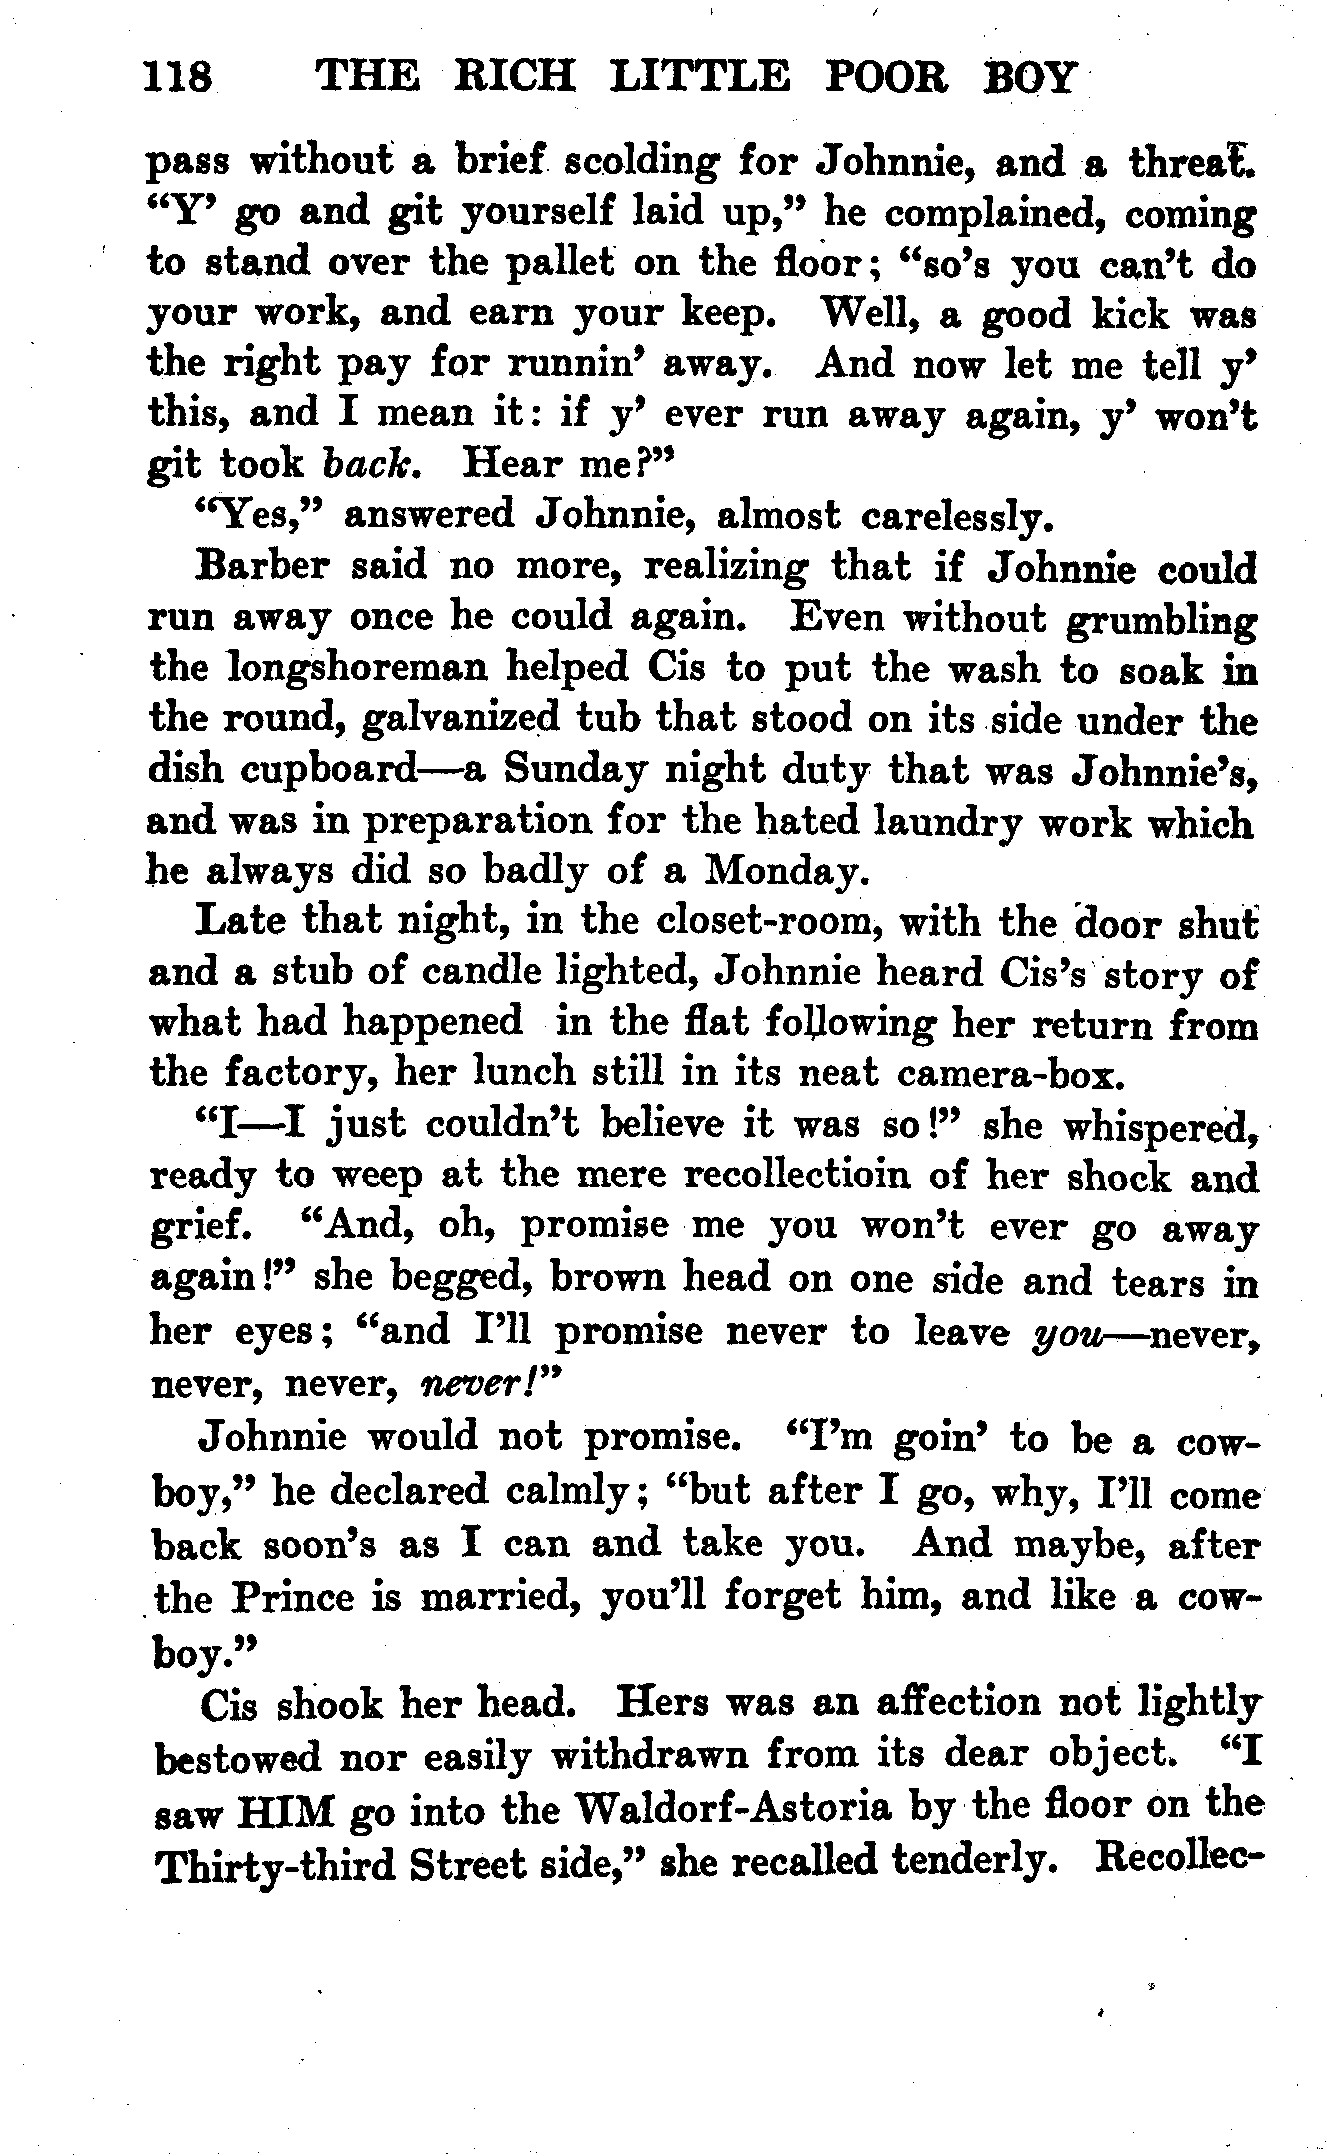 118 THE RICH LITTLE POOR BOY
pass without a brief scolding for Johnnie, and a threat.
“Y’ go and git yourself laid up,” he complained, coming
to stand over the pallet on the floor; “so’s you can’t do
your work, and earn your keep. Well, a good kick was
the right pay for runnin’ away. And now let me tell y’
this, and I mean it: if y’ ever run away again, y’ won’t
git took back. Hear me?”
“Yes,” answered Johnnie, almost carelessly.
Barber said no more, realizing that if Johnnie could
run away once he could again. Even without grumbling
the longshoreman helped Cis to put the wash to soak in
the round, galvanized tub that stood on its side under the
dish cupboard—a Sunday night duty that was Johnnie’s,
and was in preparation for the hated laundry work which
he always did so badly of a Monday.
Late that night, in the closet-room, with the door shut
and a stub of candle lighted, Johnnie heard Cis’s story of
what had happened in the flat following her return from
the factory, her lunch still in its neat camera-box.
“I—I just couldn’t believe it was so!” she whispered,
ready to weep at the mere recollectioin of her shock and
grief. “And, oh, promise me you won’t ever go away
again!” she begged, brown head on one side and tears in
her eyes; “and I’ll promise never to leave you—never,
never, never, never!”
Johnnie would not promise. “I’m goin’ to be a cow-
boy,” he declared calmly; “but after I go, why, I’ll come
back soon’s as I can and take you. And maybe, after
the Prince is married, you’ll forget him, and like a cow-
boy.”
Cis shook her head. Hers was an affection not lightly
bestowed nor easily withdrawn from its dear object. “I
saw HIM go into the Waldorf-Astoria by the floor on the
Thirty-third Street side,” she recalled tenderly. Recollec-